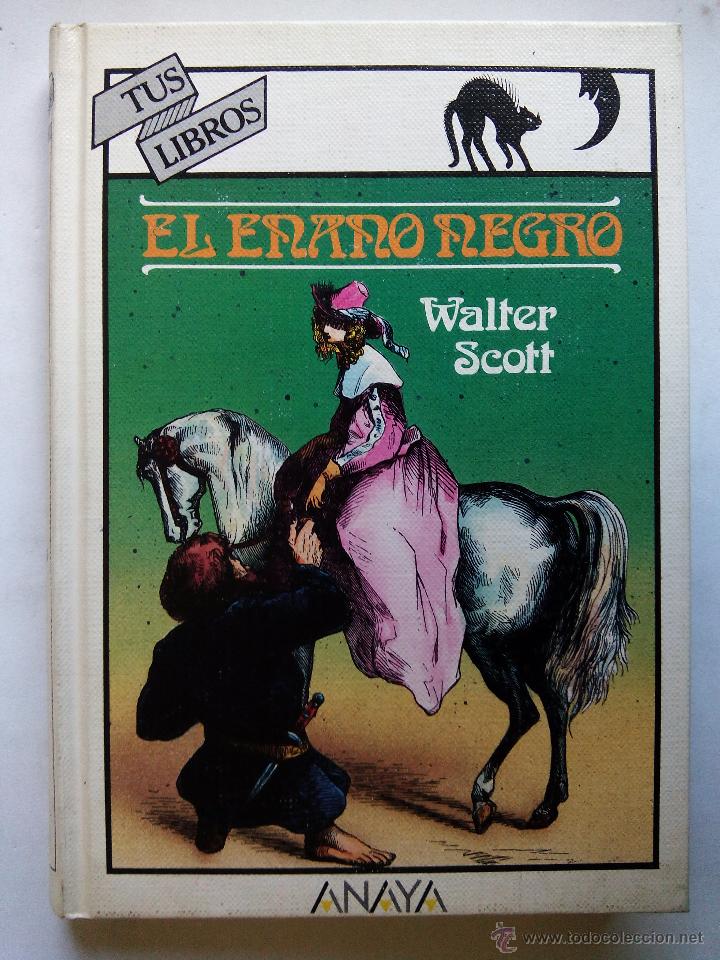 TUS
LIBROS
EL ENANO NEGRO
Walter
Scott
ANAYA
© www.todocoleccion.net